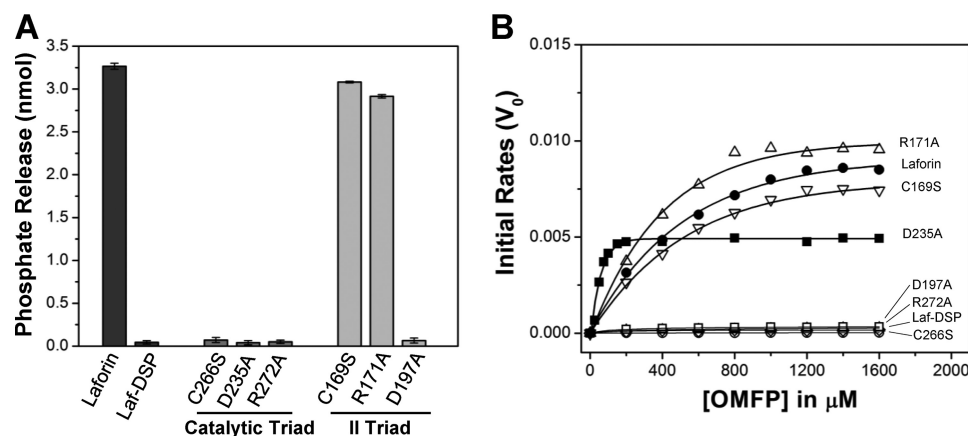 A
Phosphate Release (nmol)
3.5
3.0
2.5
2.0
1.5
1.0
0.5
0.0
Laforin
Laf-DSP
C266S
D235A
R272A
C169S
R171A
D197A
Catalytic Triad
II Triad
B
Initial Rates (V0)
0.015
0.010
0.005
0.000
R171A
Laforin
C169S
D235A
D197A
R272A
Laf-DSP
C266S
0
400
800
1200
1600
2000
[OMFP] in μM